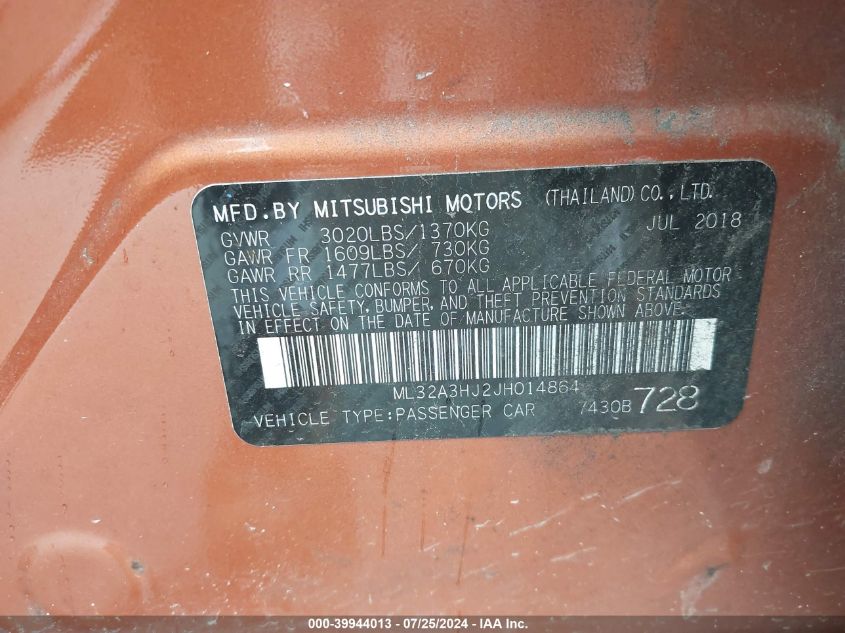 MFD.BY MITSUBISHI MOTORS (THAILAND) CO.,LTD.
GVWR 3020LBS/1370KG JUL 2018
GAWR FR 1609LBS/ 730KG
GAWR RR 1477LBS/ 670KG
THIS VEHICLE CONFORMS TO ALL APPLICABLE FEDERAL MOTOR
VEHICLE SAFETY, BUMPER, AND THEFT PREVENTION STANDARDS
IN EFFECT ON THE DATE OF MANUFACTURE SHOWN ABOVE.
ML32A3HJ2JH014864
VEHICLE TYPE:PASSENGER CAR 7430B 728
000-39944013 - 07/25/2024 - IAA Inc.